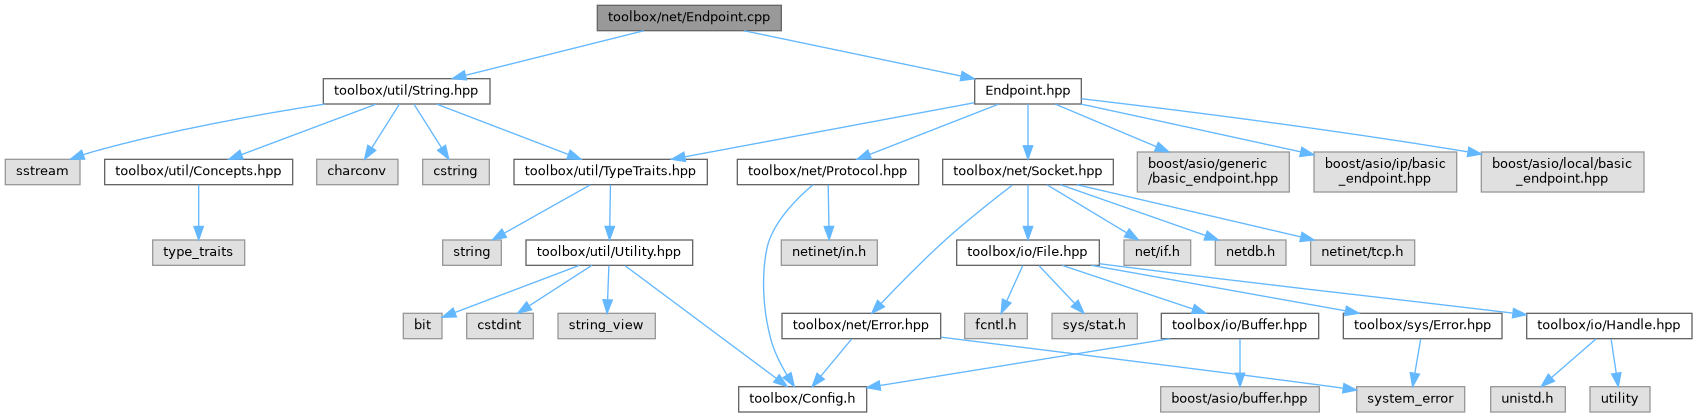 toolbox/net/Endpoint.cpp
toolbox/util/String.hpp
Endpoint.hpp
sstream
toolbox/util/Concepts.hpp
charconv
cstring
toolbox/util/TypeTraits.hpp
toolbox/net/Protocol.hpp
toolbox/net/Socket.hpp
boost/asio/generic
/basic_endpoint.hpp
boost/asio/ip/basic
_endpoint.hpp
boost/asio/local/basic
_endpoint.hpp
type_traits
string
toolbox/util/Utility.hpp
netinet/in.h
toolbox/io/File.hpp
net/if.h
netdb.h
netinet/tcp.h
bit
cstdint
string_view
toolbox/net/Error.hpp
fcntl.h
sys/stat.h
toolbox/io/Buffer.hpp
toolbox/sys/Error.hpp
toolbox/io/Handle.hpp
toolbox/Config.h
boost/asio/buffer.hpp
system_error
unistd.h
utility